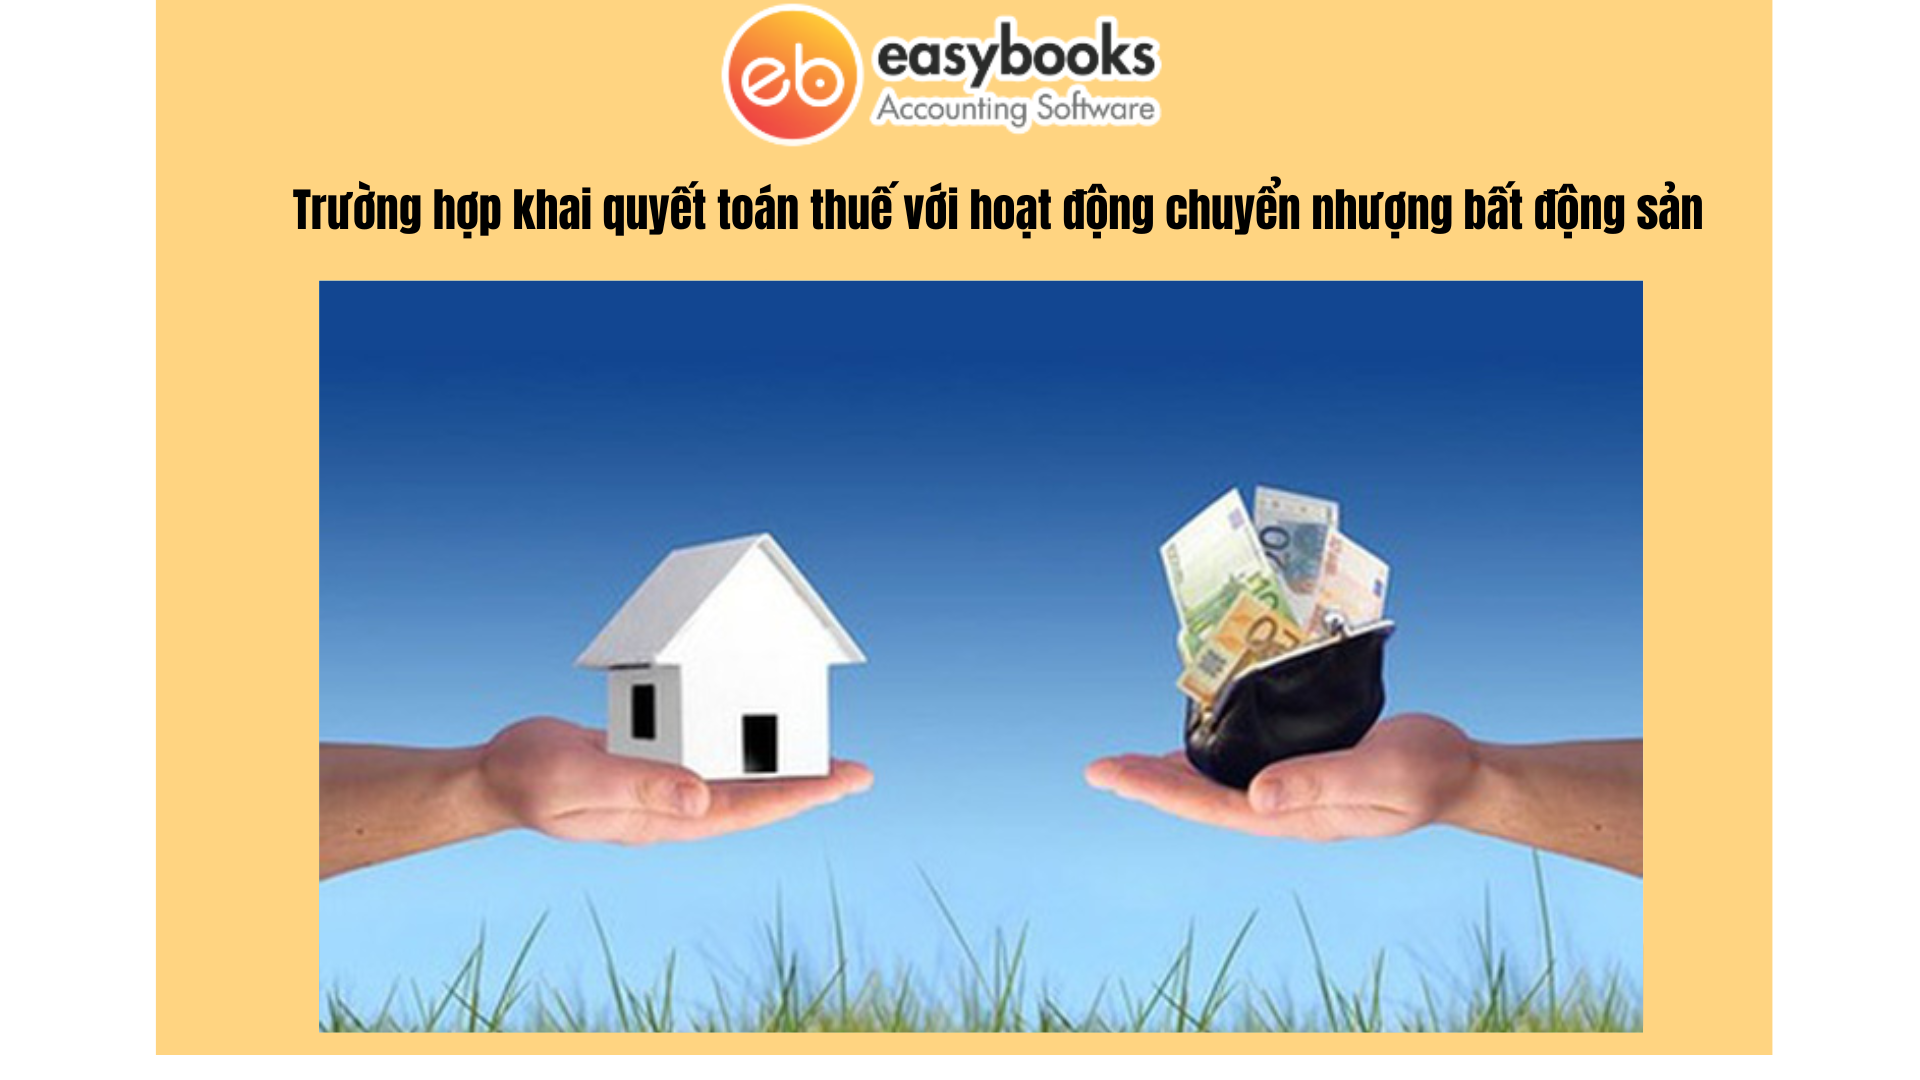 eb
easybooks
Accounting Software
Trường hợp khai quyết toán thuế với hoạt động chuyển nhượng bất động sản
20